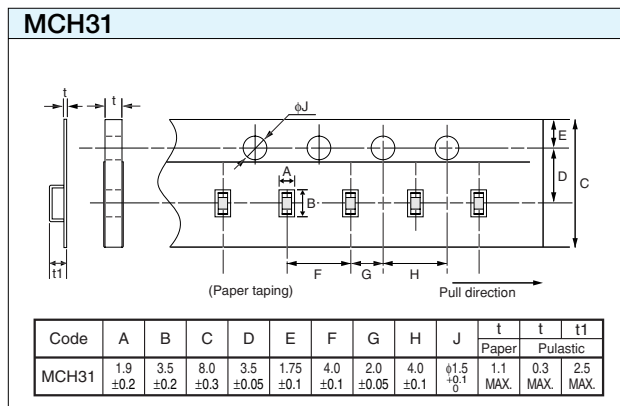 MCH31
t
t
ϕJ
A
B
E
D
C
t1
F
G
H
(Paper taping)
Pull direction
Code A B C D E F G H J t t t1
Paper Pulastic
MCH31 1.9 ±0.2 3.5 ±0.2 8.0 ±0.3 3.5 ±0.05 1.75 ±0.1 4.0 ±0.1 2.0 ±0.05 4.0 ±0.1 ϕ1.5 +0.1 0 1.1 MAX. 0.3 MAX. 2.5 MAX.